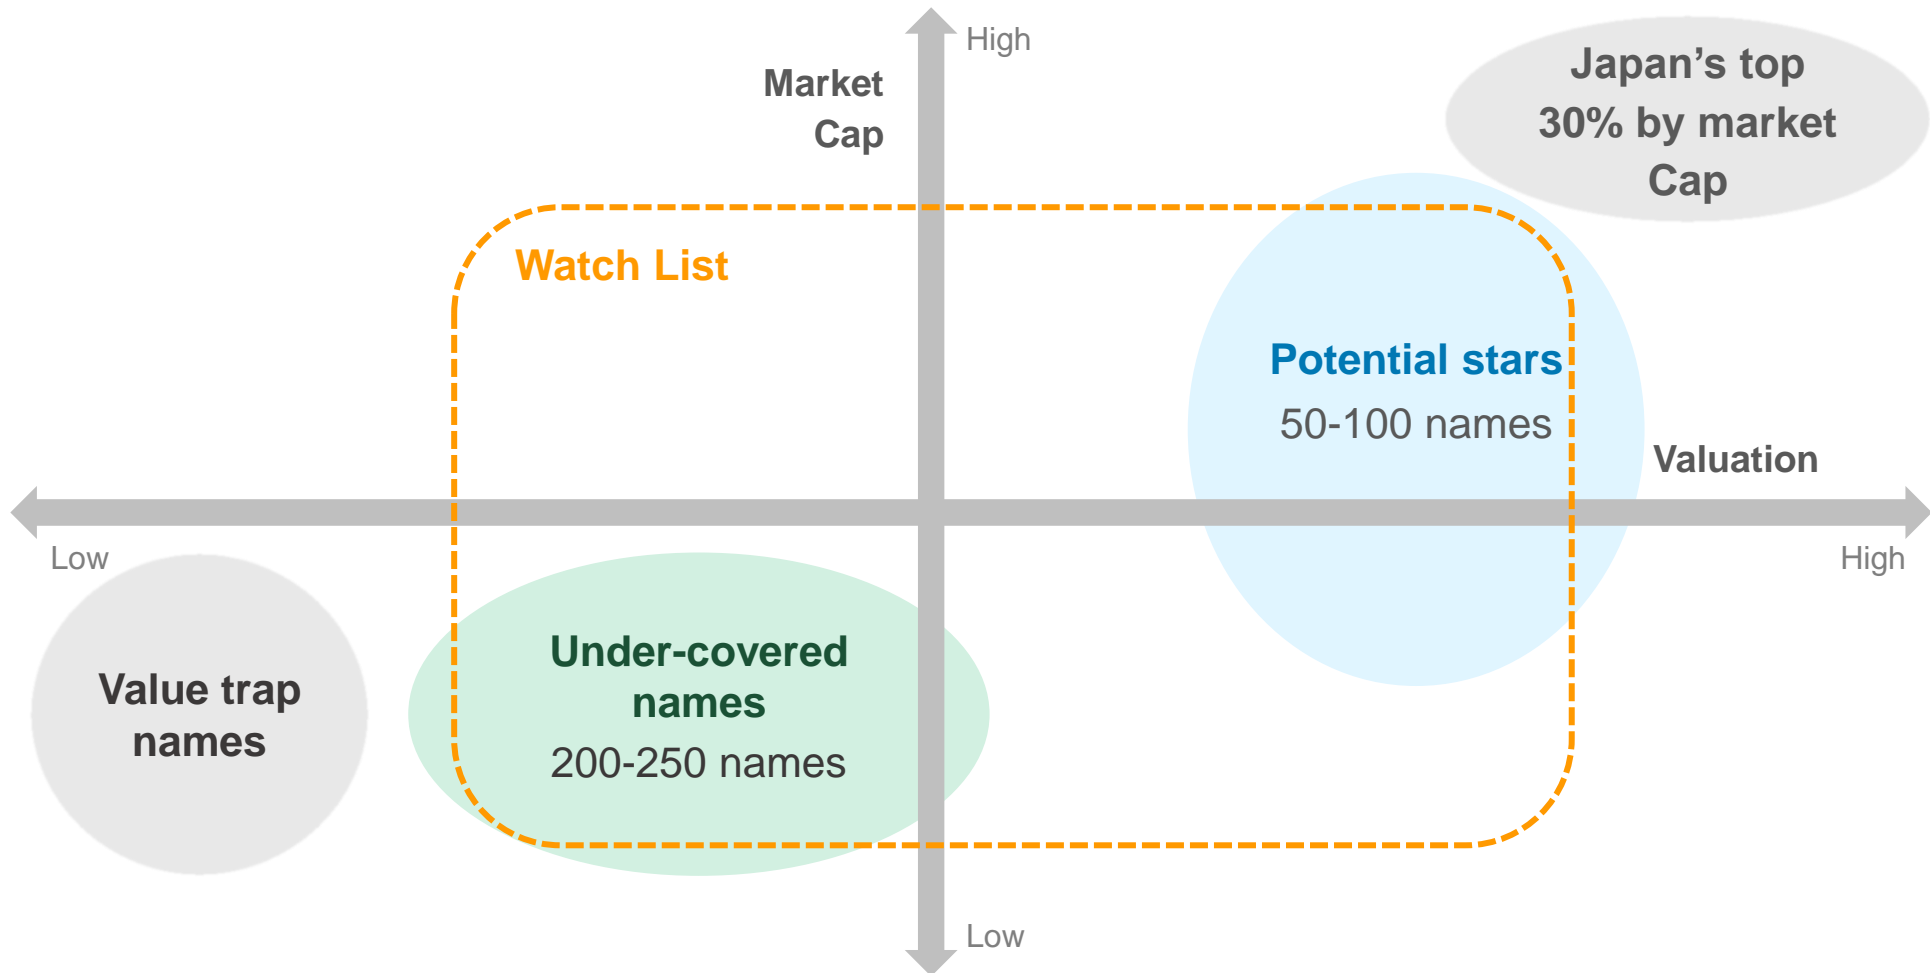 High
Market
Cap
Japan’s top
30% by market
Cap
Watch List
Potential stars
50-100 names
Valuation
Low
High
Under-covered
names
200-250 names
Value trap
names
Low